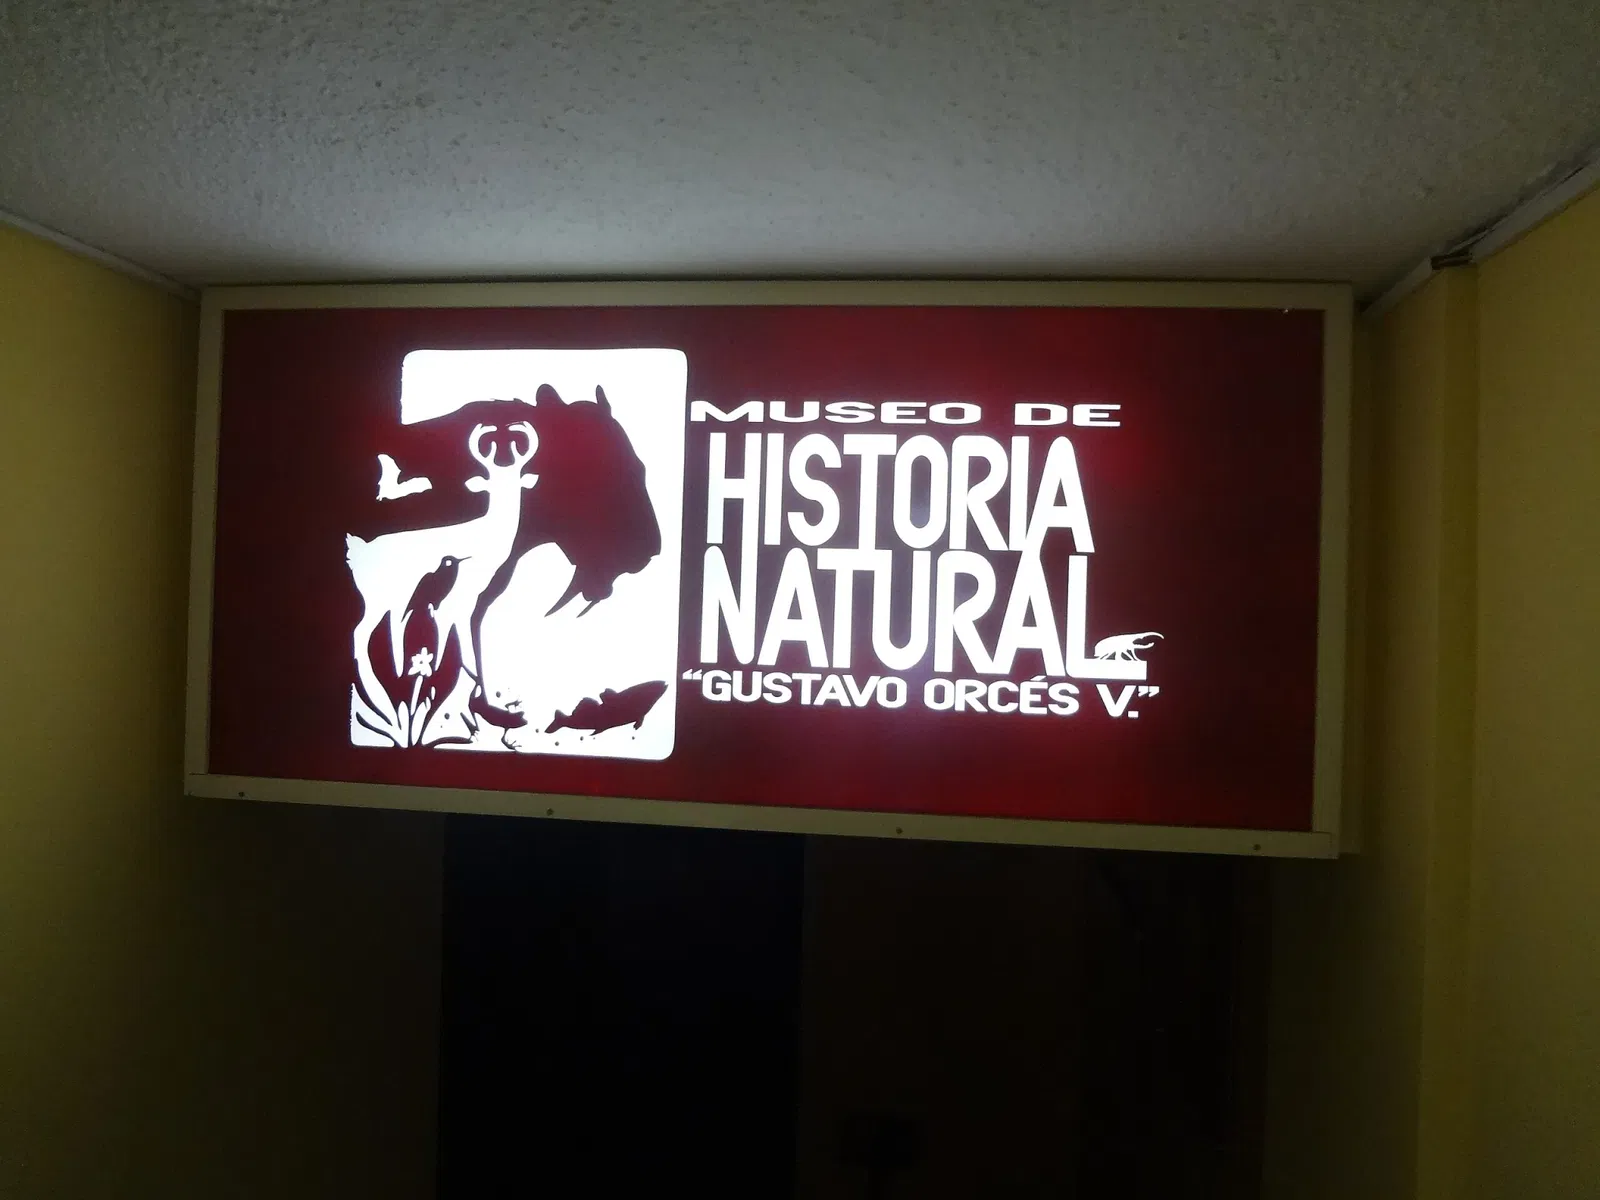 MUSEO DE
HISTORIA
NATURAL
“GUSTAVO ORCÉS V.”